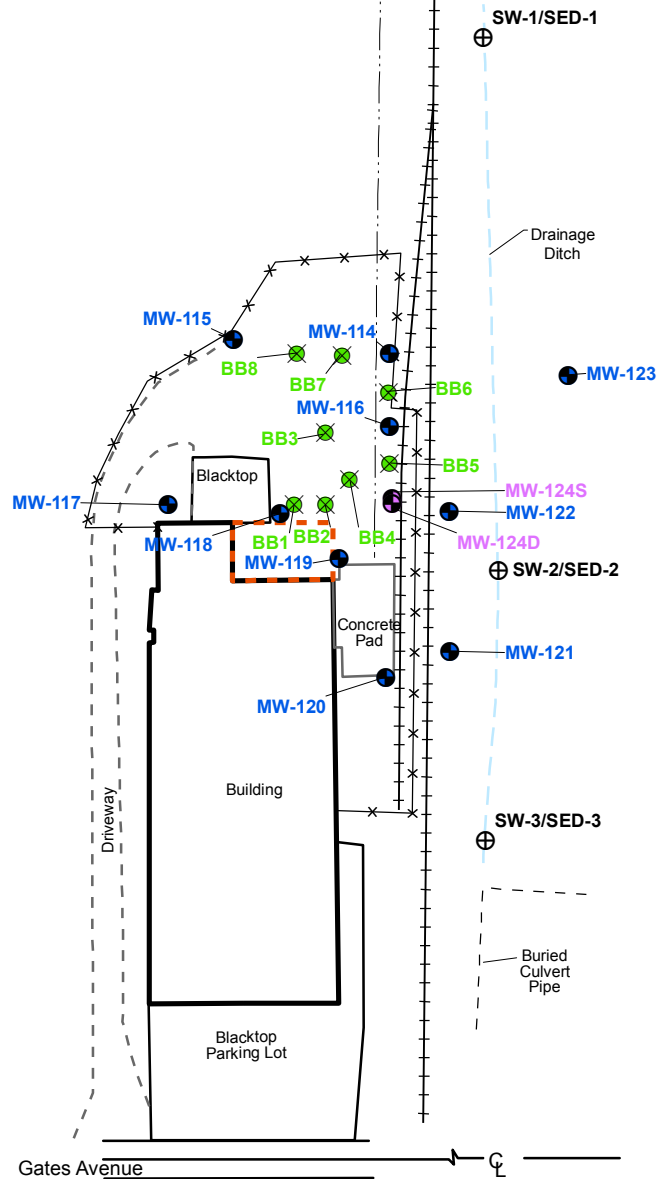 SW-1/SED-1
Drainage
Ditch
MW-115
MW-114
BB8
BB7
MW-123
BB6
MW-116
BB3
BB5
Blacktop
MW-124S
MW-117
MW-122
MW-118
BB1
BB2
BB4
MW-124D
MW-119
SW-2/SED-2
Concrete
Pad
MW-121
MW-120
Building
Driveway
SW-3/SED-3
Buried
Culvert
Pipe
Blacktop
Parking Lot
Gates Avenue
℄